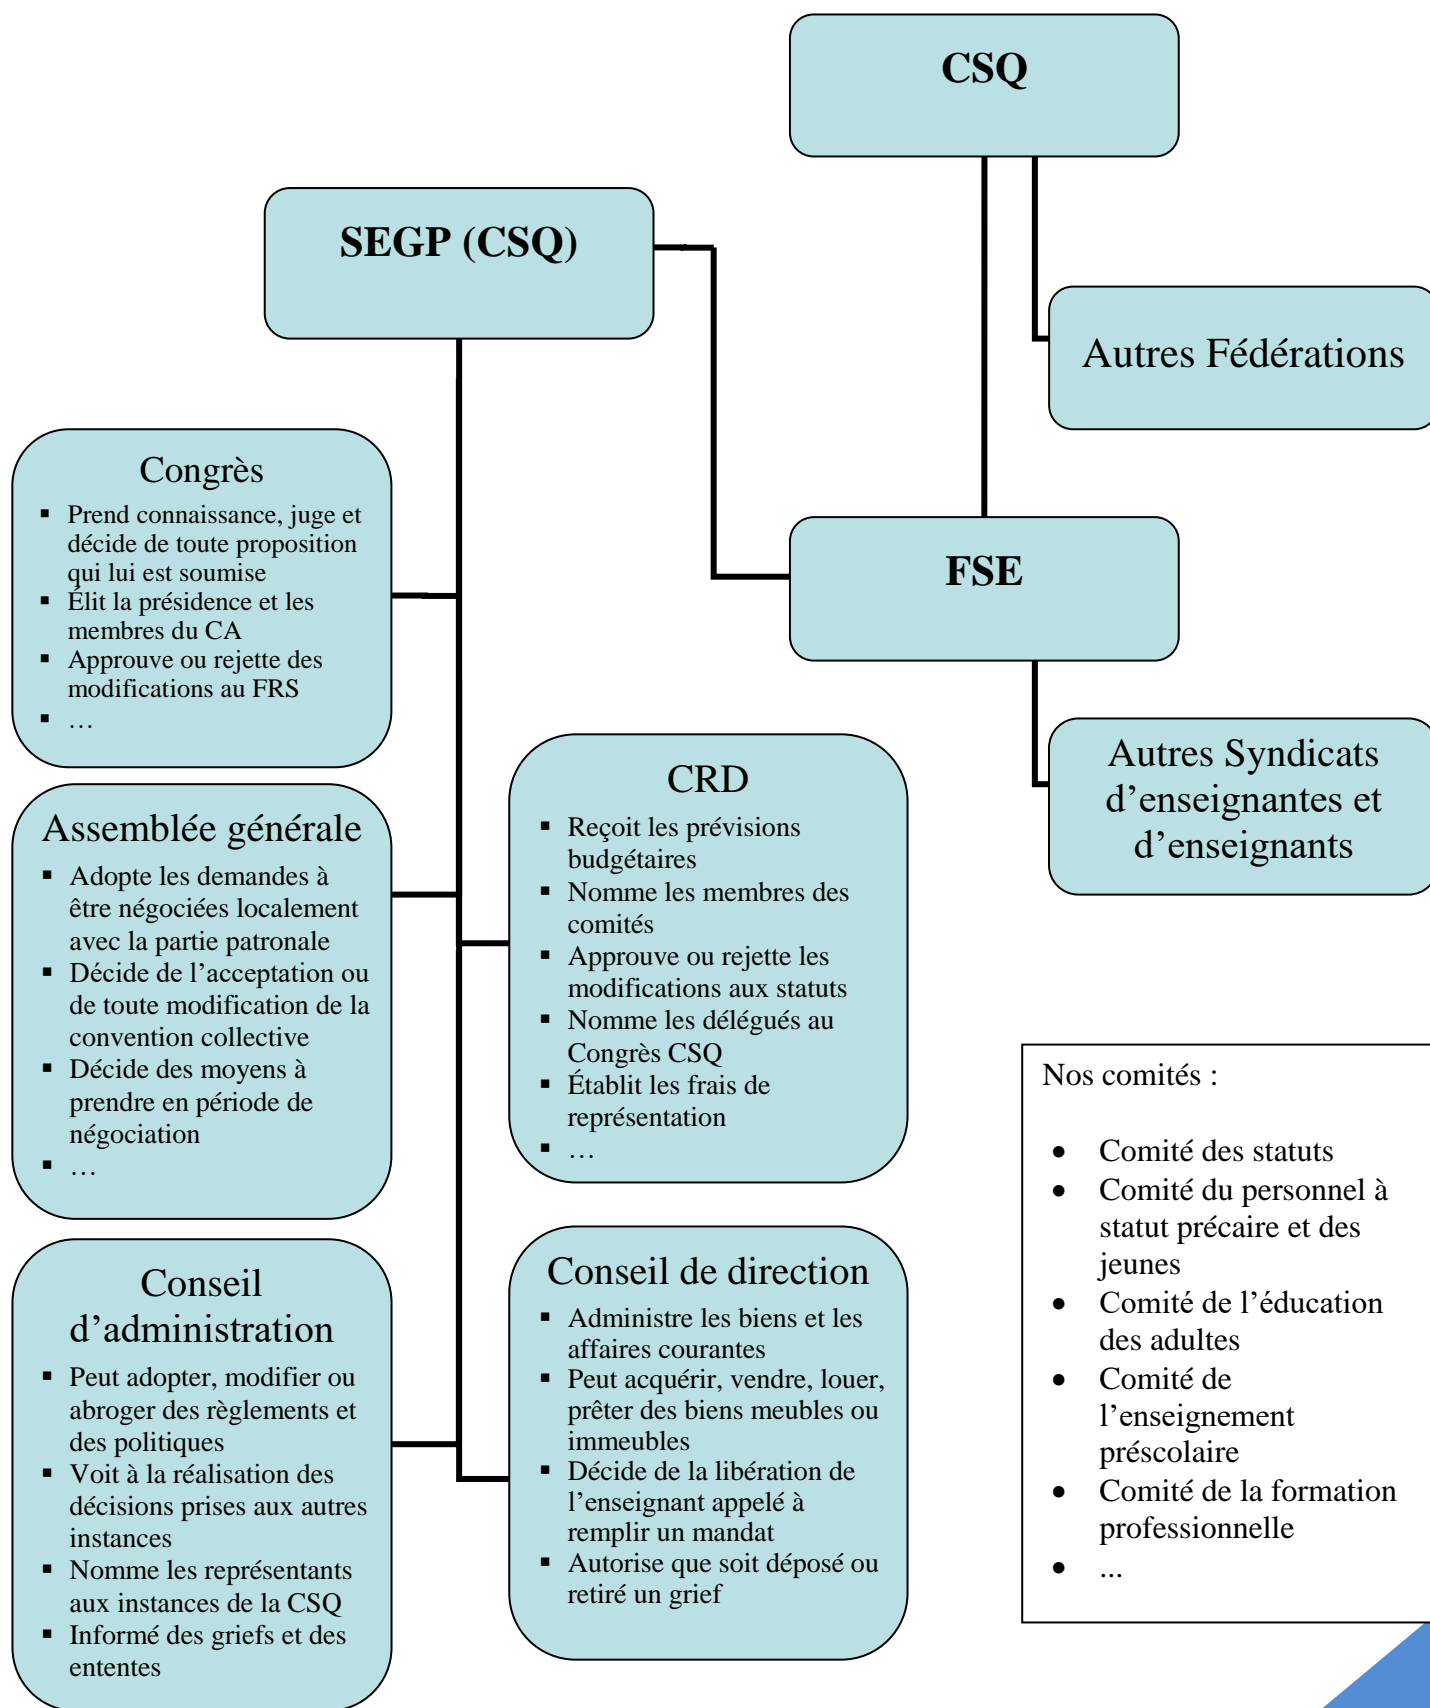 CSQ
SEGP (CSQ)
Autres Fédérations
Congrès
▪ Prend connaissance, juge et
décide de toute proposition
qui lui est soumise
▪ Élit la présidence et les
membres du CA
▪ Approuve ou rejette des
modifications au FRS
▪ …
FSE
Autres Syndicats
d’enseignantes et
d’enseignants
Assemblée générale
▪ Adopte les demandes à
être négociées localement
avec la partie patronale
▪ Décide de l’acceptation ou
de toute modification de la
convention collective
▪ Décide des moyens à
prendre en période de
négociation
▪ …
CRD
▪ Reçoit les prévisions
budgétaires
▪ Nomme les membres des
comités
▪ Approuve ou rejette les
modifications aux statuts
▪ Nomme les délégués au
Congrès CSQ
▪ Établit les frais de
représentation
▪ …
Conseil
d’administration
▪ Peut adopter, modifier ou
abroger des règlements et
des politiques
▪ Voit à la réalisation des
décisions prises aux autres
instances
▪ Nomme les représentants
aux instances de la CSQ
▪ Informé des griefs et des
ententes
Conseil de direction
▪ Administre les biens et les
affaires courantes
▪ Peut acquérir, vendre, louer,
prêter des biens meubles ou
immeubles
▪ Décide de la libération de
l’enseignant appelé à
remplir un mandat
▪ Autorise que soit déposé ou
retiré un grief
Nos comités :
• Comité des statuts
• Comité du personnel à
statut précaire et des
jeunes
• Comité de l’éducation
des adultes
• Comité de
l’enseignement
préscolaire
• Comité de la formation
professionnelle
• ...